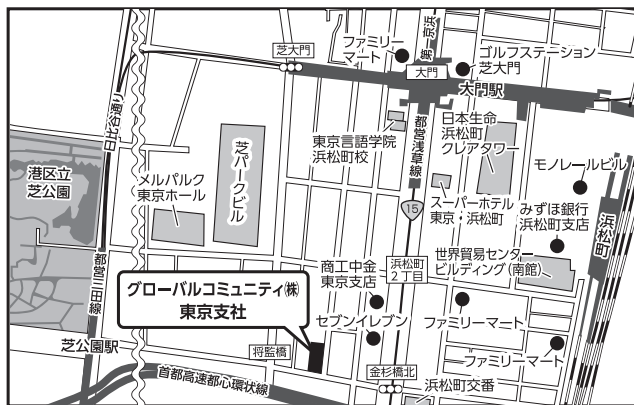 芝大門
ファミリー
マート
第一京浜
大門
ゴルフステーション
芝大門
大門駅
日比谷通り
東京言語学院
浜松町校
都営浅草線
日本生命
浜松町
クレアタワー
モノレールビル
港区立
芝公園
メルパルク
東京ホール
芝パークビル
15
スーパーホテル
東京・浜松町
みずほ銀行
浜松町支店
浜松町
都営三田線
商工中金
東京支店
浜松町
2丁目
世界貿易センター
ビルディング(南館)
グローバルコミュニティ㈱
東京支社
セブンイレブン
ファミリーマート
芝公園駅
将監橋
ファミリーマート
首都高速都心環状線
金杉橋北
浜松町交番